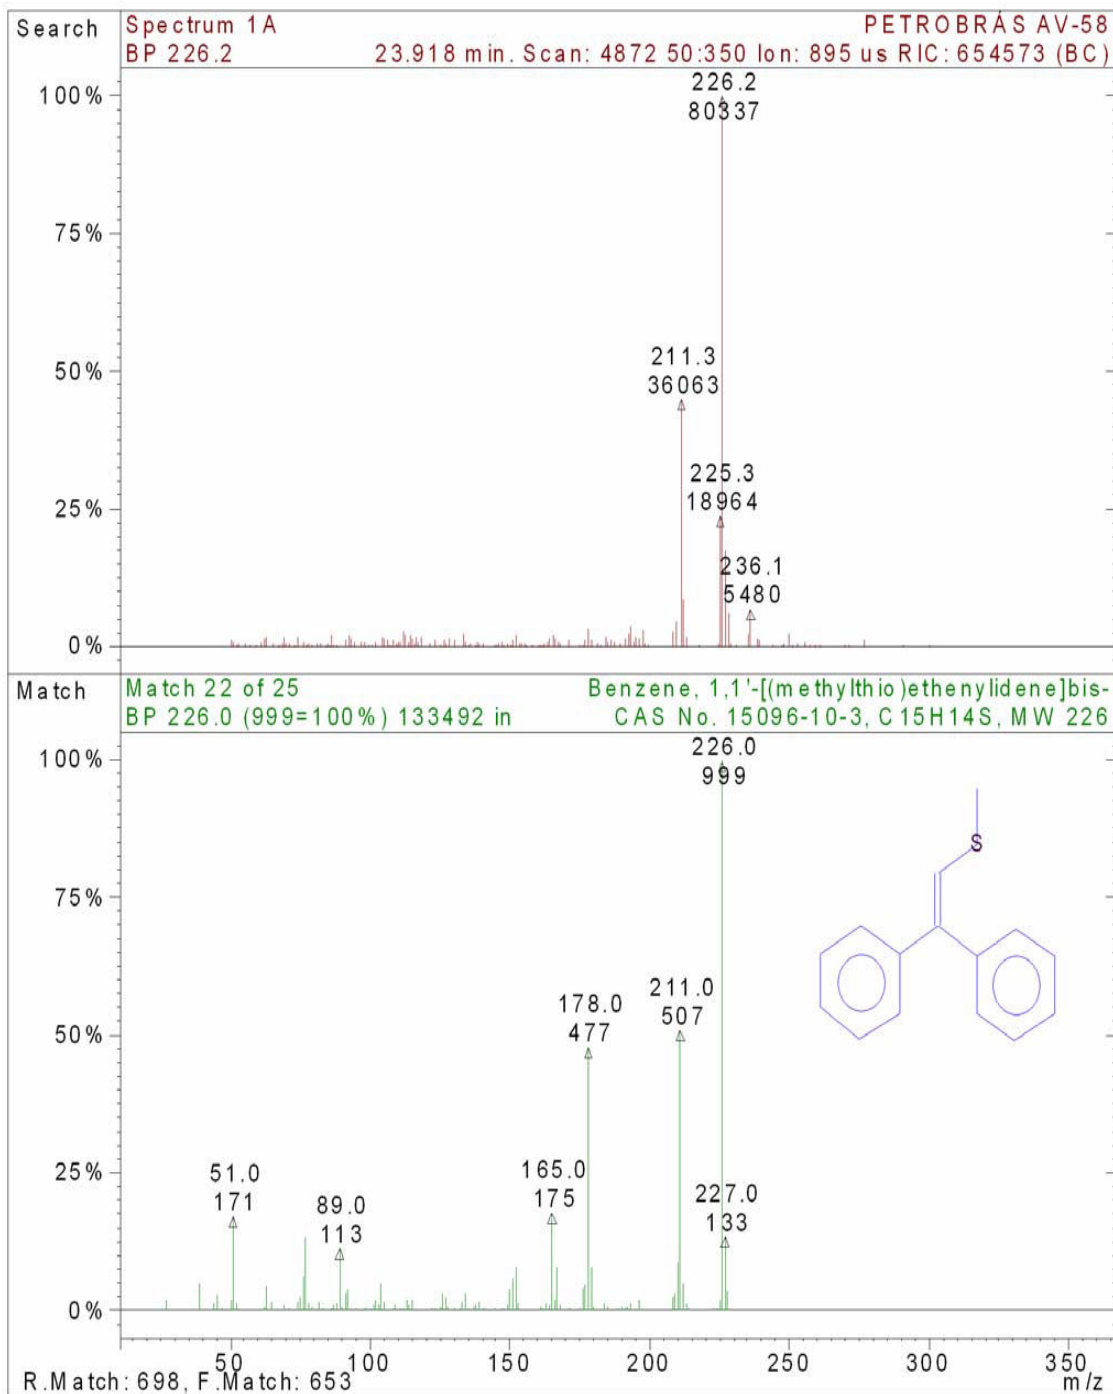 Search
Spectrum 1A
PETROBRÁS AV-58
BP 226.2
23.918 min. Scan: 4872 50:350 Ion: 895 us RIC: 654573 (BC)
226.2
80337
100%
75%
211.3
36063
50%
225.3
18964
25%
236.1
5480
0%
Match
Match 22 of 25
Benzene, 1,1'-[(methylthio)ethenylidene]bis-
BP 226.0 (999=100%) 133492 in
CAS No. 15096-10-3, C15H14S, MW 226
226.0
999
100%
S
75%
211.0
507
178.0
477
50%
165.0
175
51.0
171
25%
227.0
133
89.0
113
0%
50 100 150 200 250 300 350
R.Match: 698, F.Match: 653
m/z